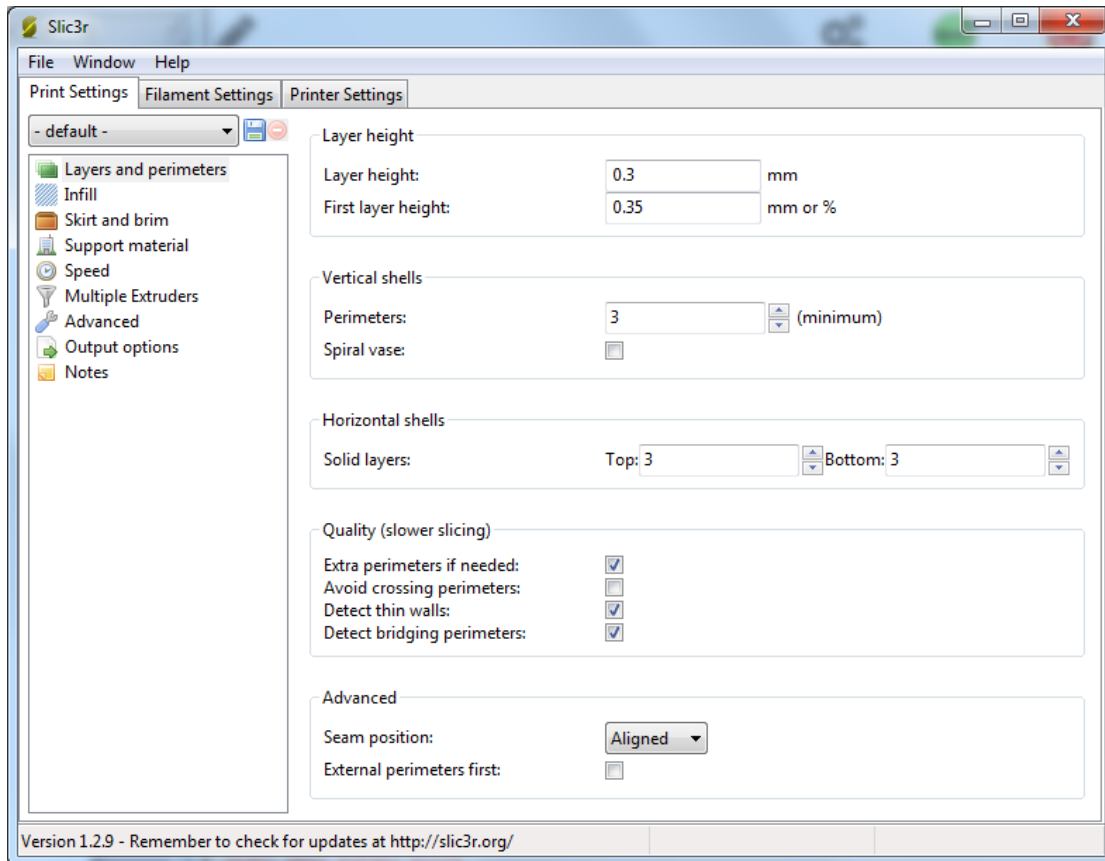 Slic3r
File Window Help
Print Settings Filament Settings Printer Settings
- default -
Layers and perimeters
Infill
Skirt and brim
Support material
Speed
Multiple Extruders
Advanced
Output options
Notes
Layer height
Layer height: 0.3 mm
First layer height: 0.35 mm or %
Vertical shells
Perimeters: 3 (minimum)
Spiral vase:
Horizontal shells
Solid layers: Top: 3 Bottom: 3
Quality (slower slicing)
Extra perimeters if needed:
Avoid crossing perimeters:
Detect thin walls:
Detect bridging perimeters:
Advanced
Seam position: Aligned
External perimeters first:
Version 1.2.9 - Remember to check for updates at http://slic3r.org/